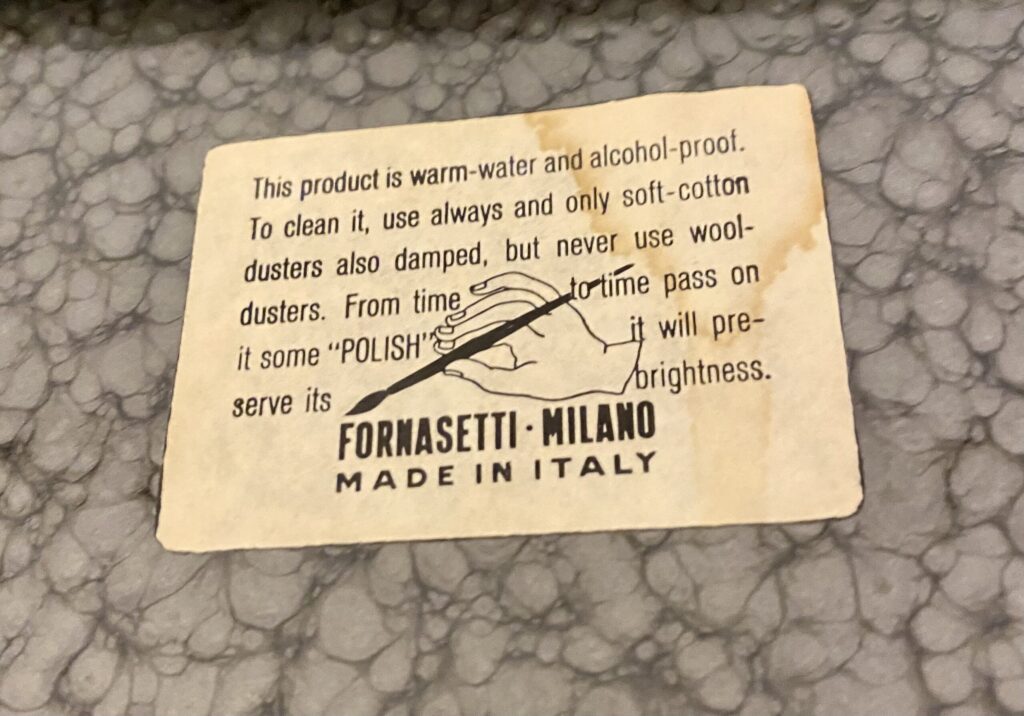 This product is warm-water and alcohol-proof.
To clean it, use always and only soft-cotton
dusters also damped, but never use wool-
dusters. From time to time pass on
it some "POLISH" it will pre-
serve its brightness.
FORNASETTI · MILANO
MADE IN ITALY